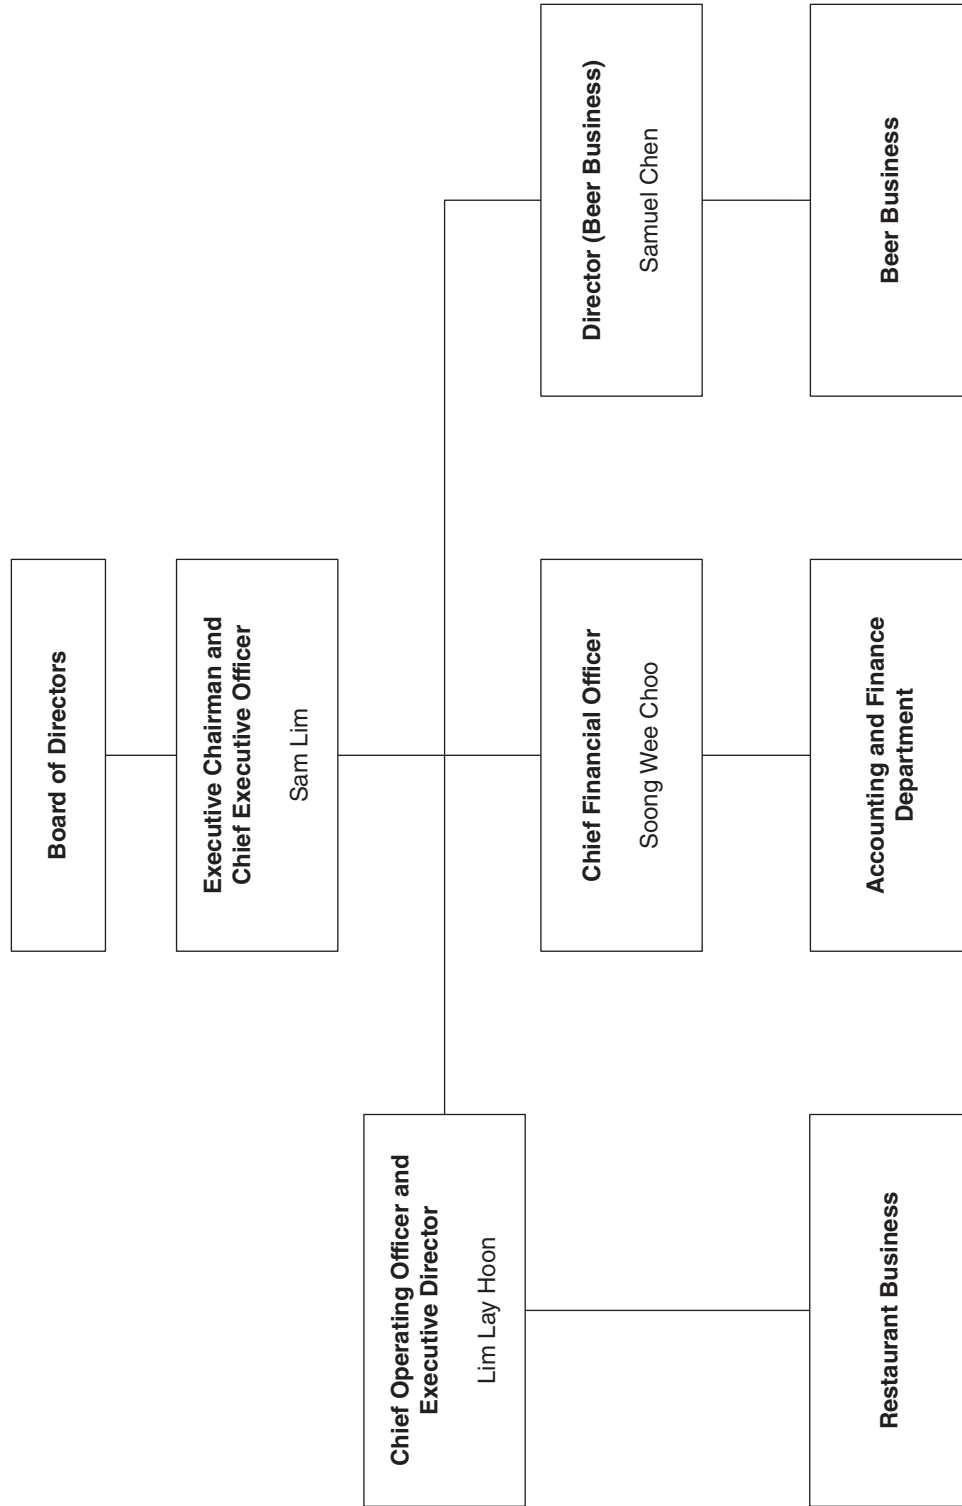 Board of Directors
Executive Chairman and
Chief Executive Officer
Sam Lim
Chief Operating Officer and
Executive Director
Lim Lay Hoon
Chief Financial Officer
Soong Wee Choo
Director (Beer Business)
Samuel Chen
Restaurant Business
Accounting and Finance
Department
Beer Business